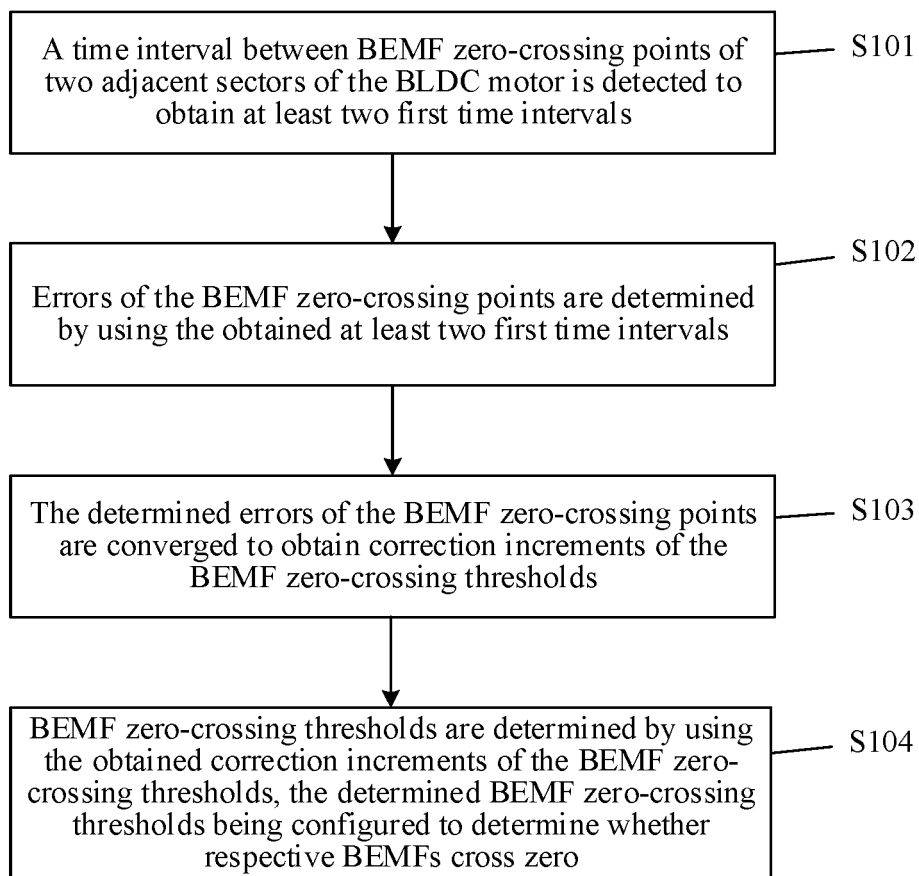 A time interval between BEMF zero-crossing points of
two adjacent sectors of the BLDC motor is detected to
obtain at least two first time intervals
S101
Errors of the BEMF zero-crossing points are determined
by using the obtained at least two first time intervals
S102
The determined errors of the BEMF zero-crossing points
are converged to obtain correction increments of the
BEMF zero-crossing thresholds
S103
BEMF zero-crossing thresholds are determined by using
the obtained correction increments of the BEMF zero-
crossing thresholds, the determined BEMF zero-crossing
thresholds being configured to determine whether
respective BEMFs cross zero
S104